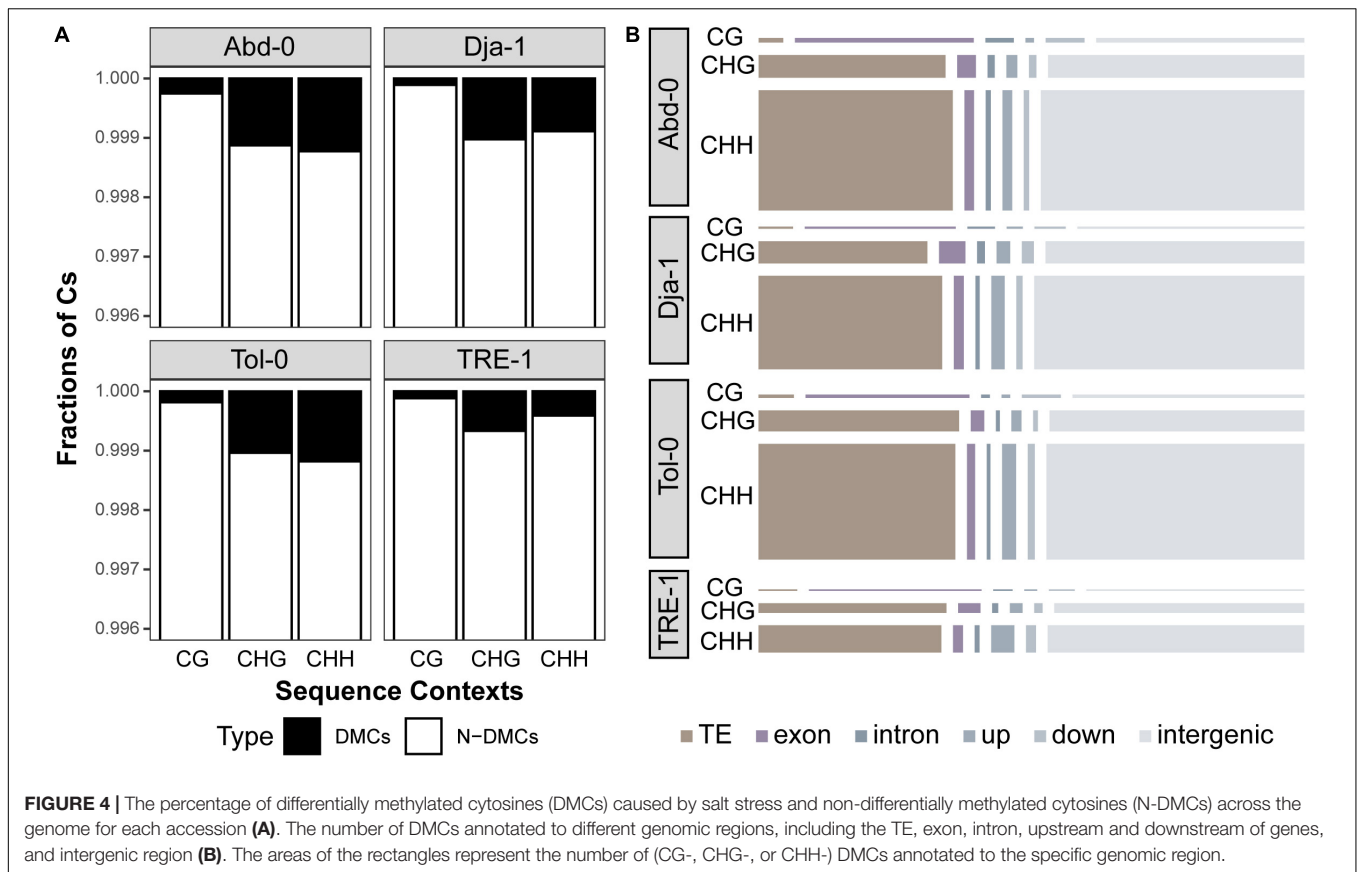 A
Abd-0
Dja-1
1.000
0.999
0.998
0.997
0.996
Tol-0
TRE-1
1.000
0.999
0.998
0.997
0.996
Fractions of Cs
CG CHG CHH CG CHG CHH
Sequence Contexts
Type DMCs N-DMCs
B
Abd-0
CG
CHG
CHH
Dja-1
CG
CHG
CHH
Tol-0
CG
CHG
CHH
TRE-1
CG
CHG
CHH
TE exon intron up down intergenic
FIGURE 4 | The percentage of differentially methylated cytosines (DMCs) caused by salt stress and non-differentially methylated cytosines (N-DMCs) across the
genome for each accession (A). The number of DMCs annotated to different genomic regions, including the TE, exon, intron, upstream and downstream of genes,
and intergenic region (B). The areas of the rectangles represent the number of (CG-, CHG-, or CHH-) DMCs annotated to the specific genomic region.